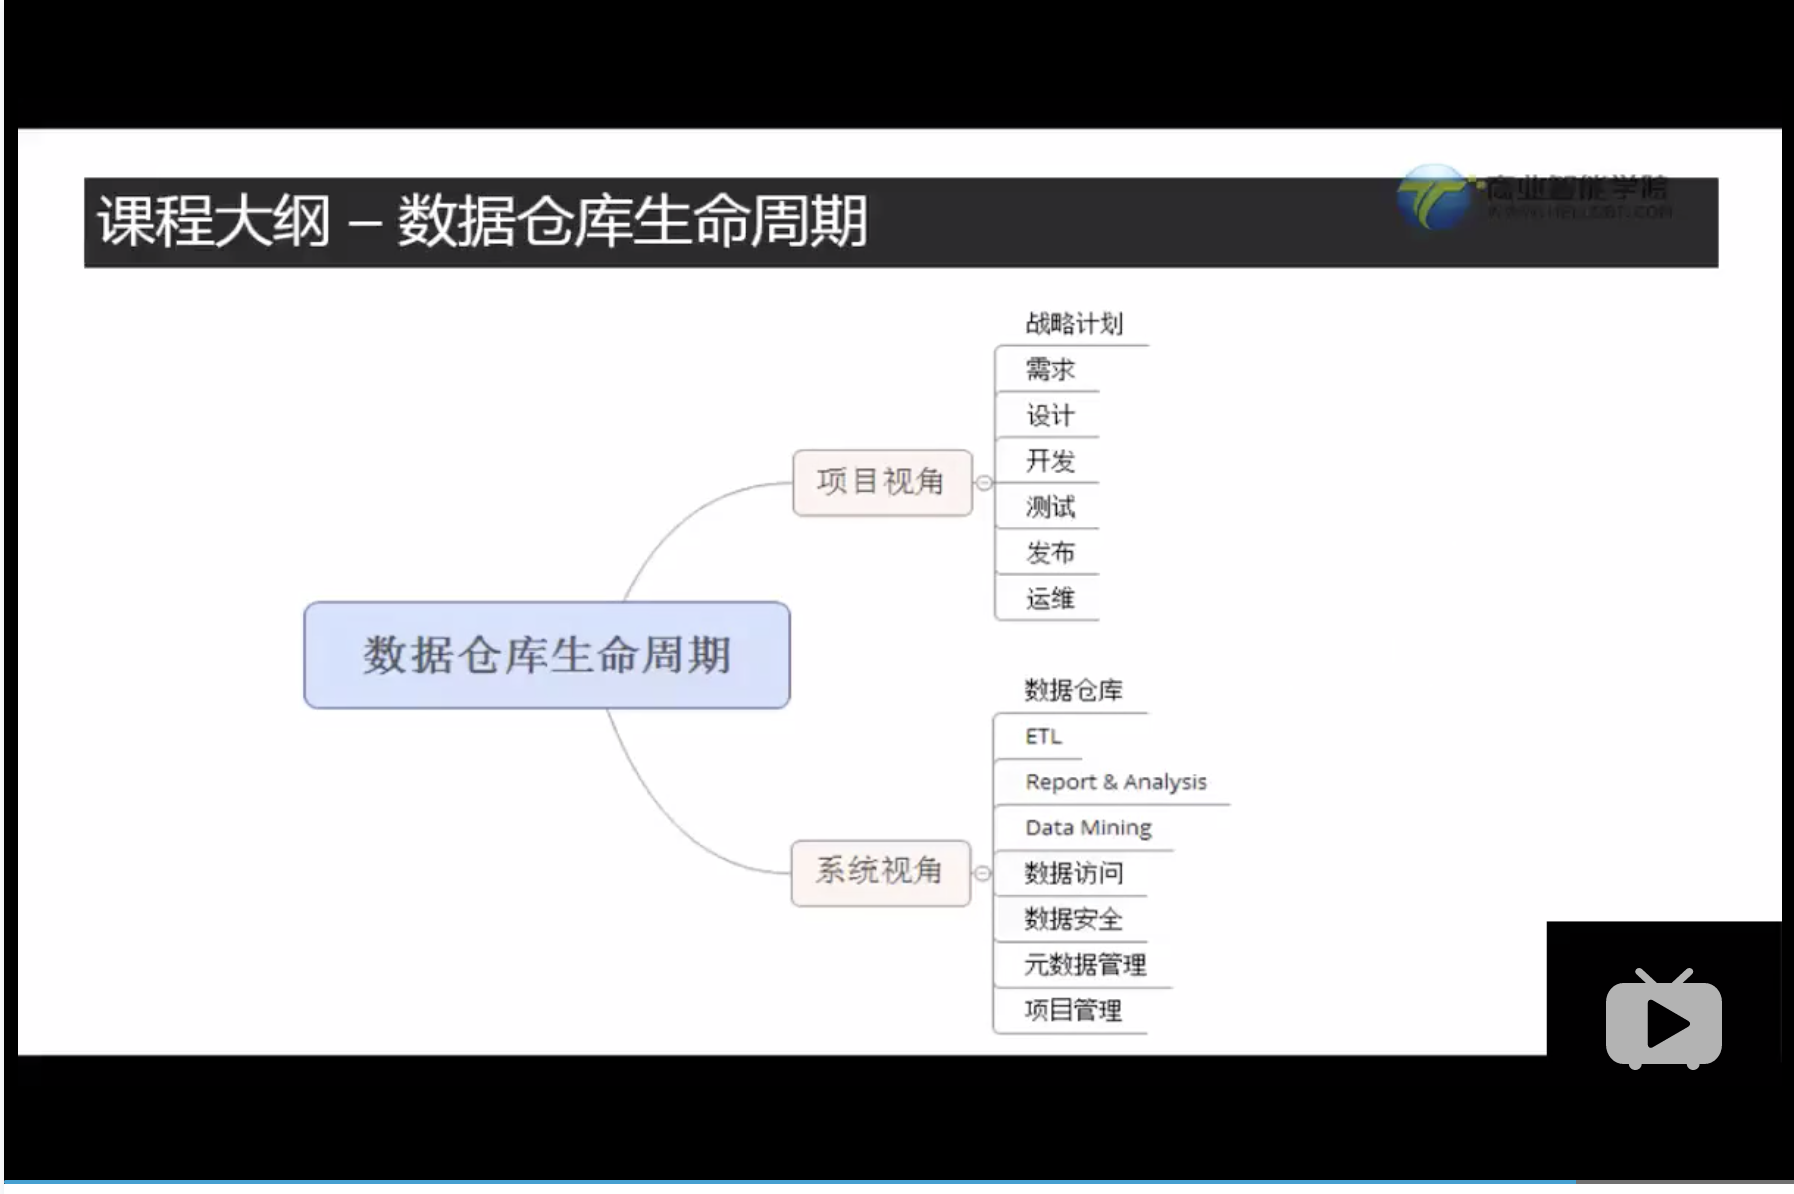 课程大纲 – 数据仓库生命周期
商业智能学院
战略计划
需求
设计
开发
测试
发布
运维
项目视角
数据仓库生命周期
数据仓库
ETL
Report & Analysis
Data Mining
数据访问
数据安全
元数据管理
项目管理
系统视角